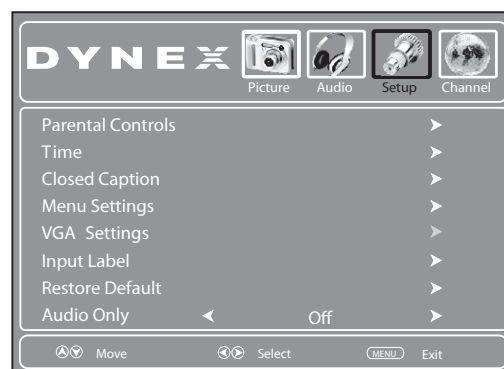 DYNEX
Picture Audio Setup Channel
Parental Controls
Time
Closed Caption
Menu Settings
VGA Settings
Input Label
Restore Default
Audio Only Off
Move Select MENU Exit